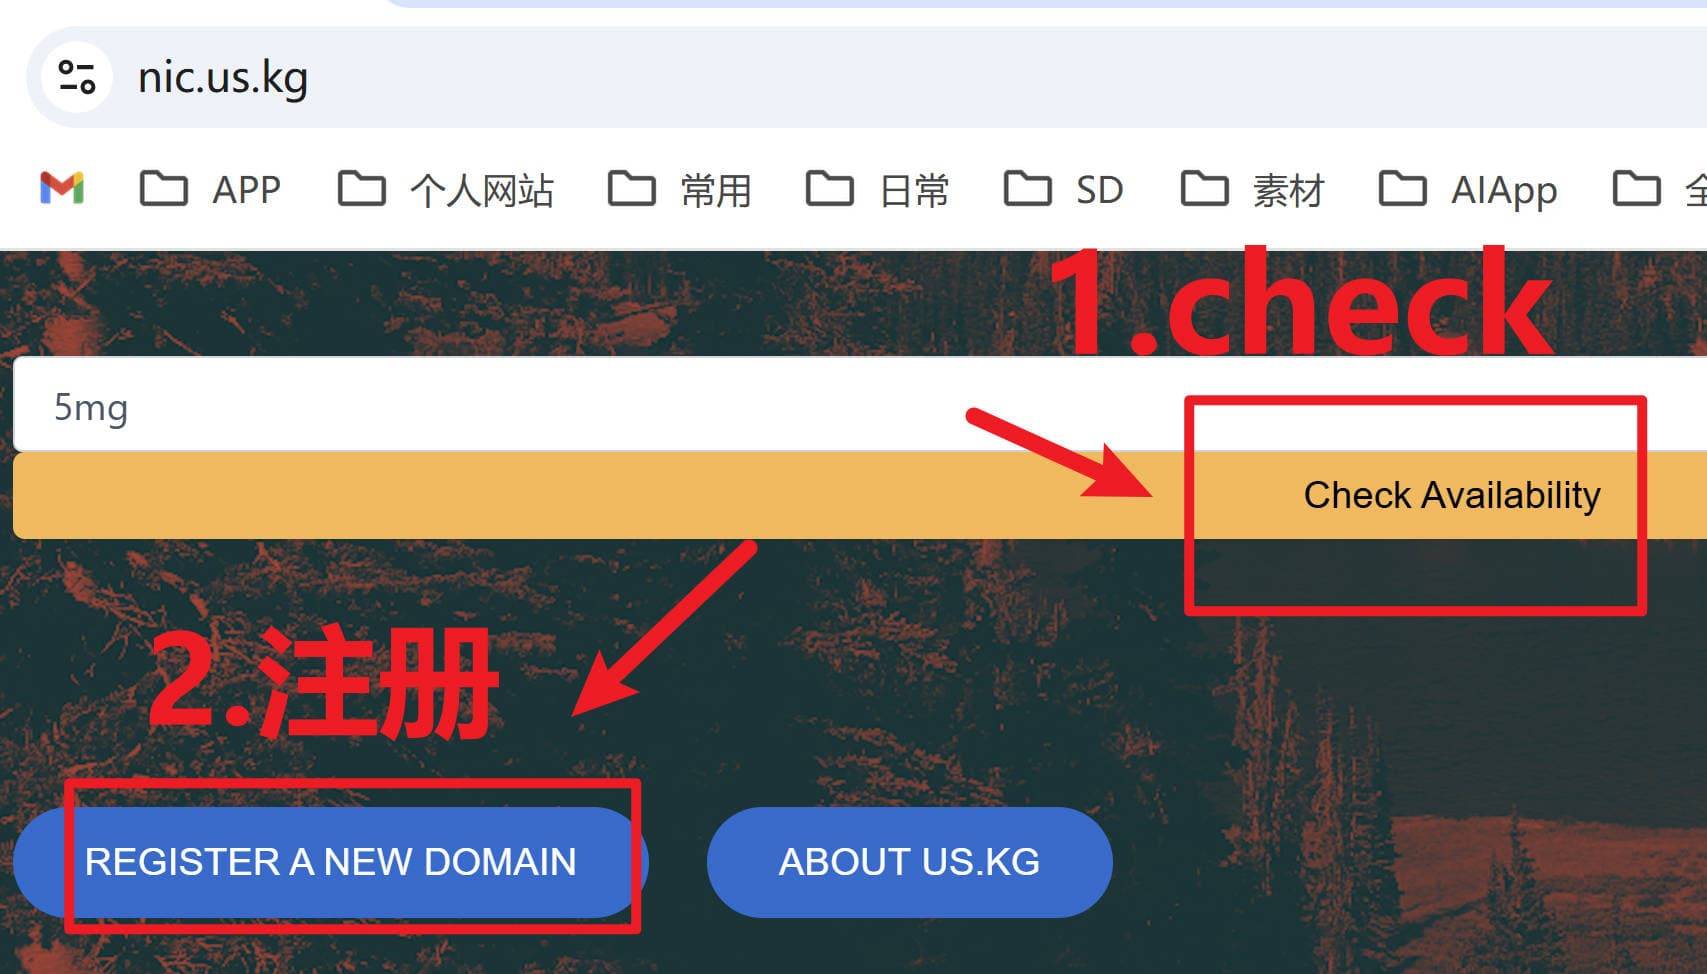 nic.us.kg
APP 个人网站 常用 日常 SD 素材 AIApp
1.check
5mg
Check Availability
2.注册
REGISTER A NEW DOMAIN ABOUT US.KG